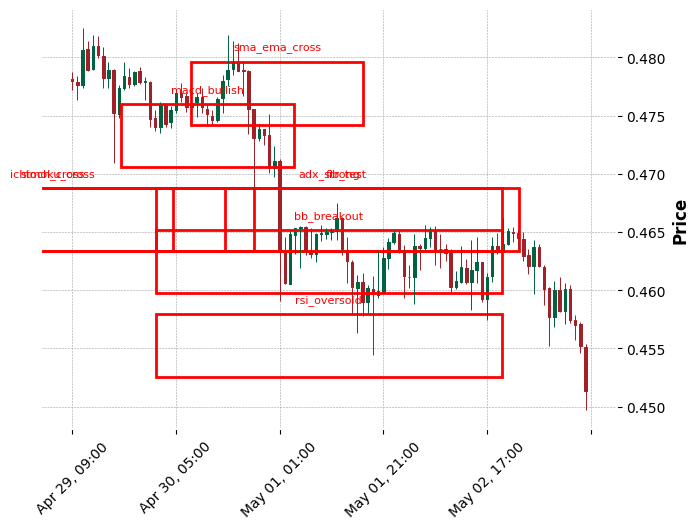 sma_ema_cross
0.480
macd_bullish
0.475
0.470
adx_strong
bb_breakout
0.465
0.460
rsi_oversold
0.455
0.450
Price
Apr 29, 09:00
Apr 30, 05:00
May 01, 01:00
May 01, 21:00
May 02, 17:00